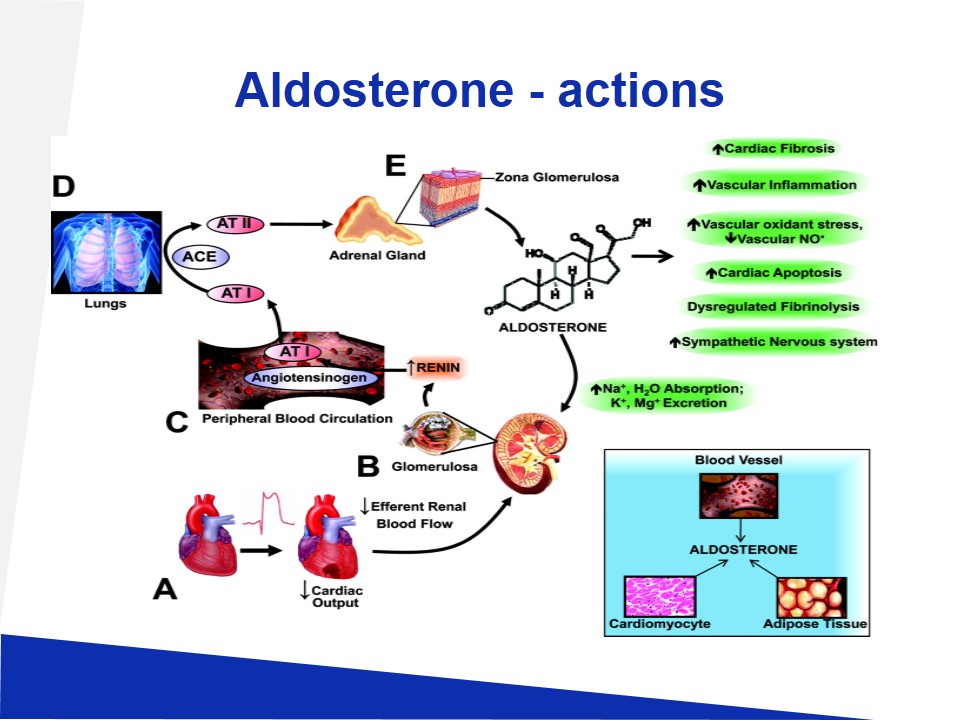 Aldosterone - actions
D
Lungs
AT II
ACE
AT I
E
Zona Glomerulosa
Adrenal Gland
HO
O
O
OH
H
H
H
O
ALDOSTERONE
↑Cardiac Fibrosis
↑Vascular Inflammation
↑Vascular oxidant stress,
↓Vascular NO•
↑Cardiac Apoptosis
Dysregulated Fibrinolysis
↑Sympathetic Nervous system
↑Na⁺, H₂O Absorption;
K⁺, Mg⁺ Excretion
AT I
Angiotensinogen
↑RENIN
C
Peripheral Blood Circulation
B
Glomerulosa
↓Efferent Renal
Blood Flow
A
↓Cardiac
Output
Blood Vessel
ALDOSTERONE
Cardiomyocyte
Adipose Tissue